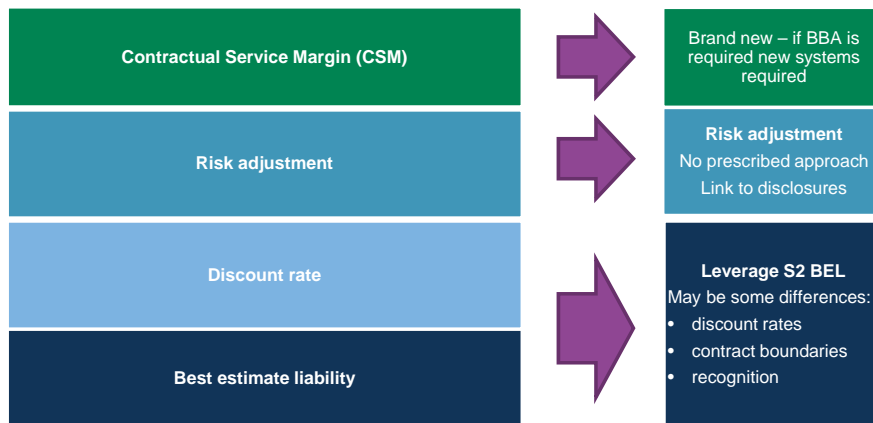 Contractual Service Margin (CSM)
Brand new – if BBA is
required new systems
required
Risk adjustment
Risk adjustment
No prescribed approach
Link to disclosures
Discount rate
Best estimate liability
Leverage S2 BEL
May be some differences:
• discount rates
• contract boundaries
• recognition